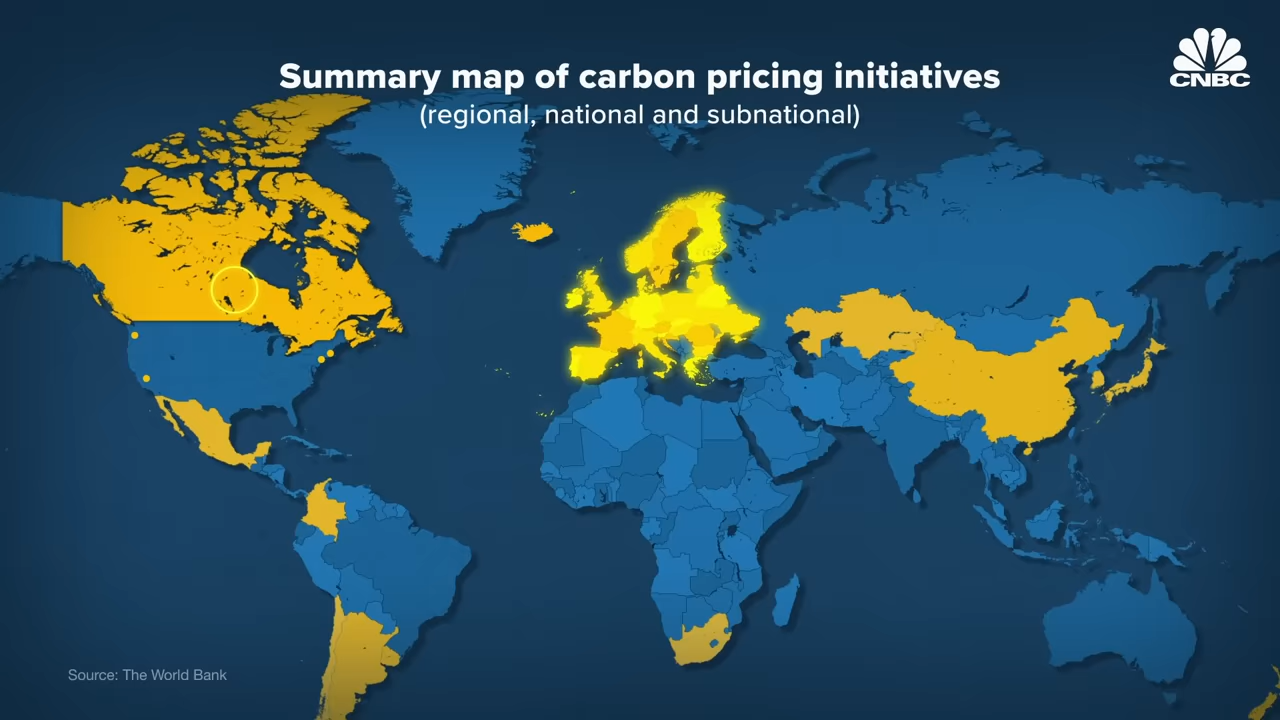 CNBC
Summary map of carbon pricing initiatives
(regional, national and subnational)
Source: The World Bank